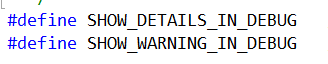 #define SHOW_DETAILS_IN_DEBUG
#define SHOW_WARNING_IN_DEBUG